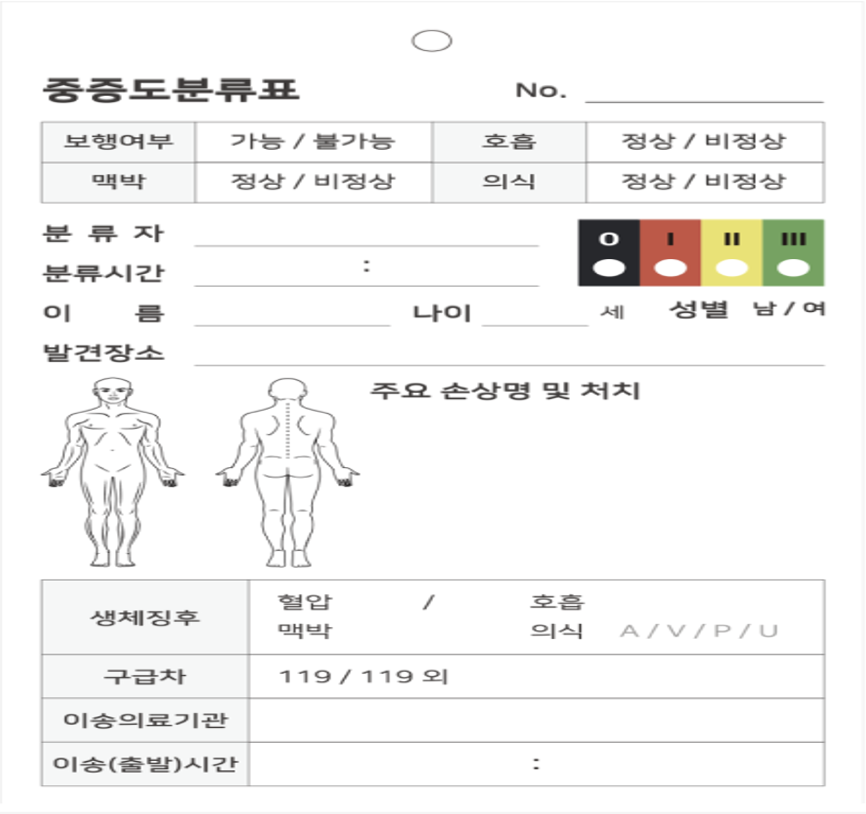 중증도분류표 No.
보행여부 가능 / 불가능 호흡 정상 / 비정상
맥박 정상 / 비정상 의식 정상 / 비정상
분 류 자
O I II III
분류시간 :
이 름 나이 세 성별 남 / 여
발견장소
주요 손상명 및 처치
생체징후 혈압 / 호흡
맥박 의식 A / V / P / U
구급차 119 / 119 외
이송의료기관
이송(출발)시간 :